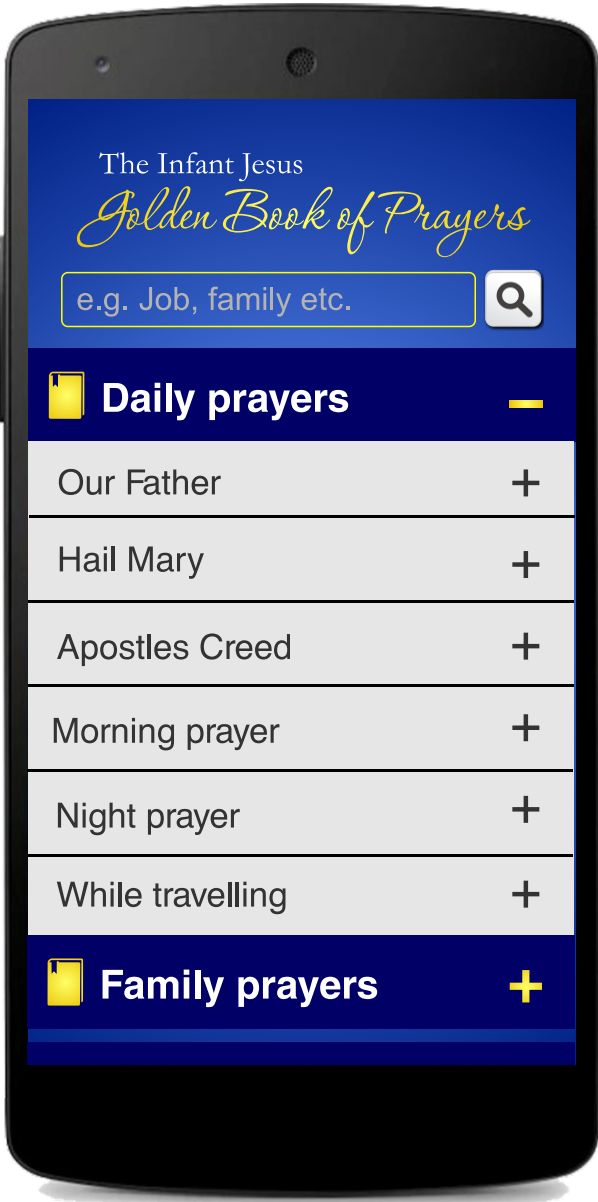 The Infant Jesus
Golden Book of Prayers
e.g. Job, family etc.
Daily prayers
Our Father
Hail Mary
Apostles Creed
Morning prayer
Night prayer
While travelling
Family prayers